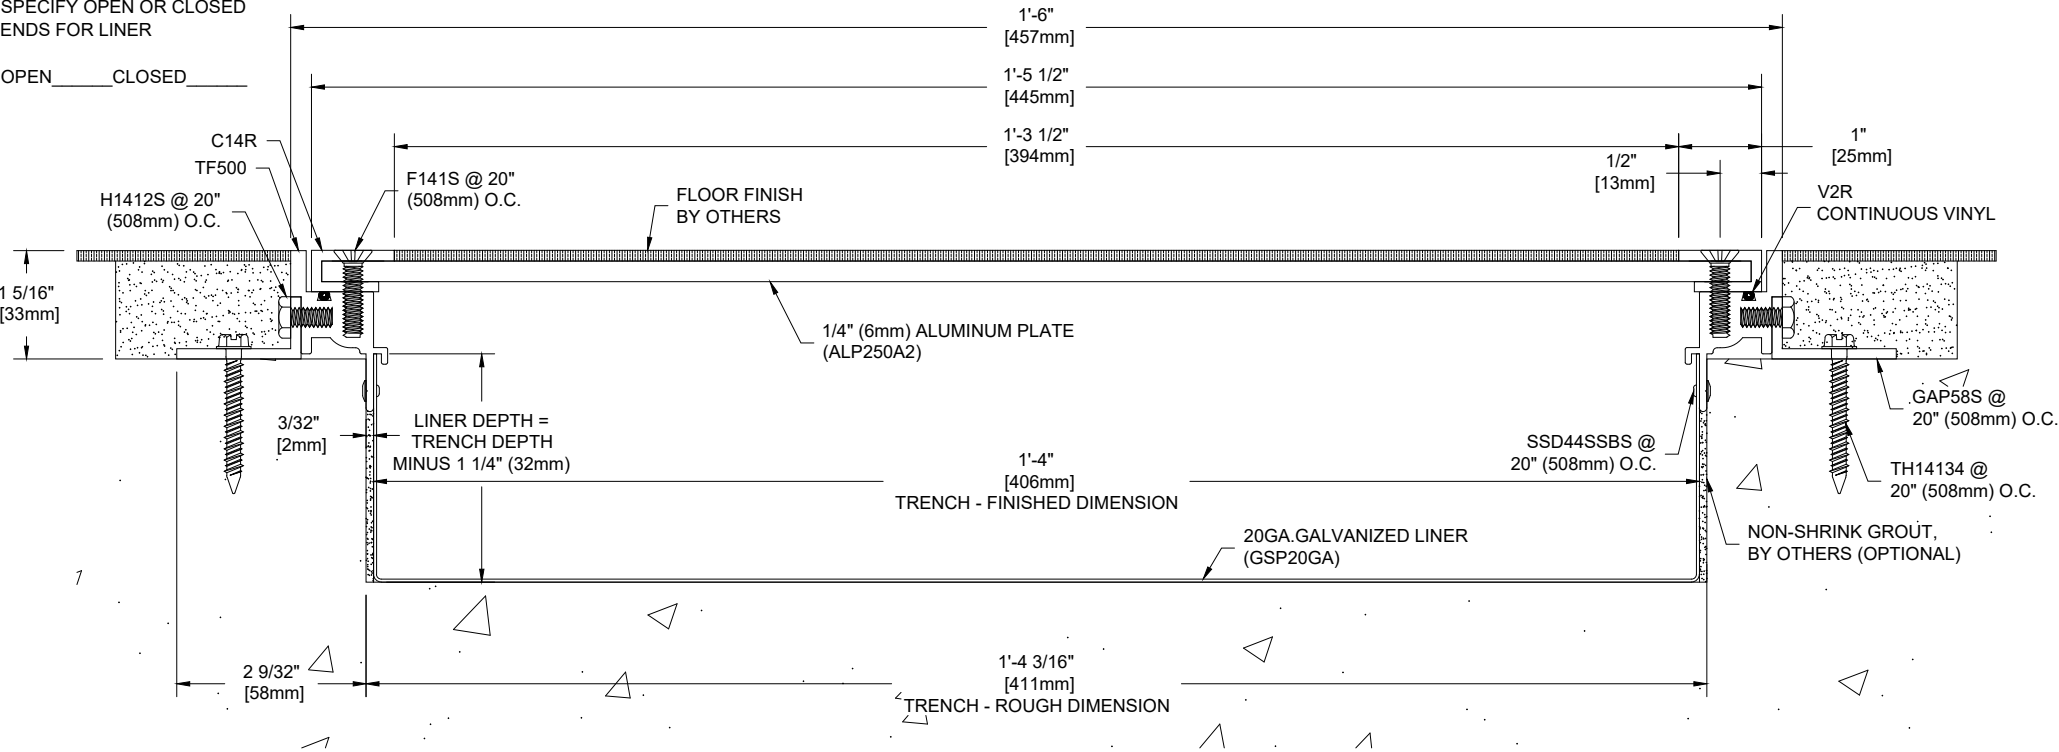 SPECIFY OPEN OR CLOSED
ENDS FOR LINER
OPEN______CLOSED______
1'-6"
[457mm]
1'-5 1/2"
[445mm]
1'-3 1/2"
[394mm]
1"
[25mm]
1/2"
[13mm]
C14R
TF500
H1412S @ 20"
(508mm) O.C.
F141S @ 20"
(508mm) O.C.
FLOOR FINISH
BY OTHERS
V2R
CONTINUOUS VINYL
1 5/16"
[33mm]
1/4" (6mm) ALUMINUM PLATE
(ALP250A2)
3/32"
[2mm]
LINER DEPTH =
TRENCH DEPTH
MINUS 1 1/4" (32mm)
1'-4"
[406mm]
TRENCH - FINISHED DIMENSION
SSD44SSBS @
20" (508mm) O.C.
GAP58S @
20" (508mm) O.C.
TH14134 @
20" (508mm) O.C.
20GA.GALVANIZED LINER
(GSP20GA)
NON-SHRINK GROUT,
BY OTHERS (OPTIONAL)
2 9/32"
[58mm]
1'-4 3/16"
[411mm]
TRENCH - ROUGH DIMENSION